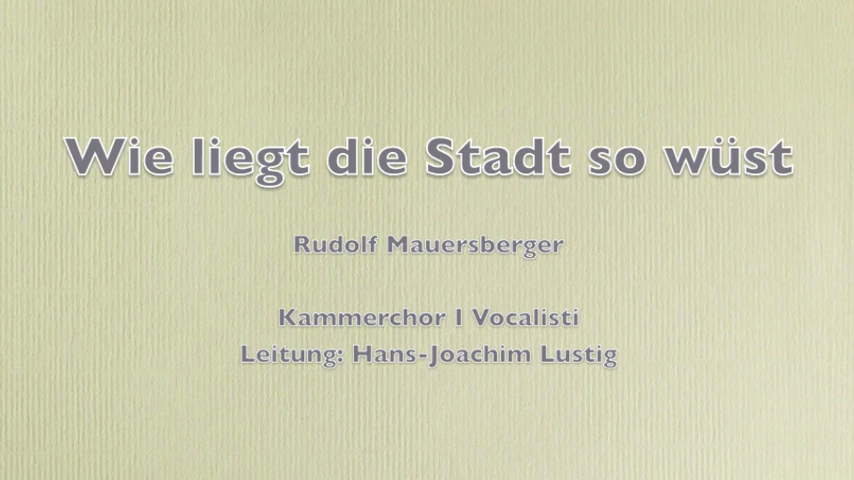 Wie liegt die Stadt so wüst
Rudolf Mauersberger
Kammerchor I Vocalisti
Leitung: Hans-Joachim Lustig